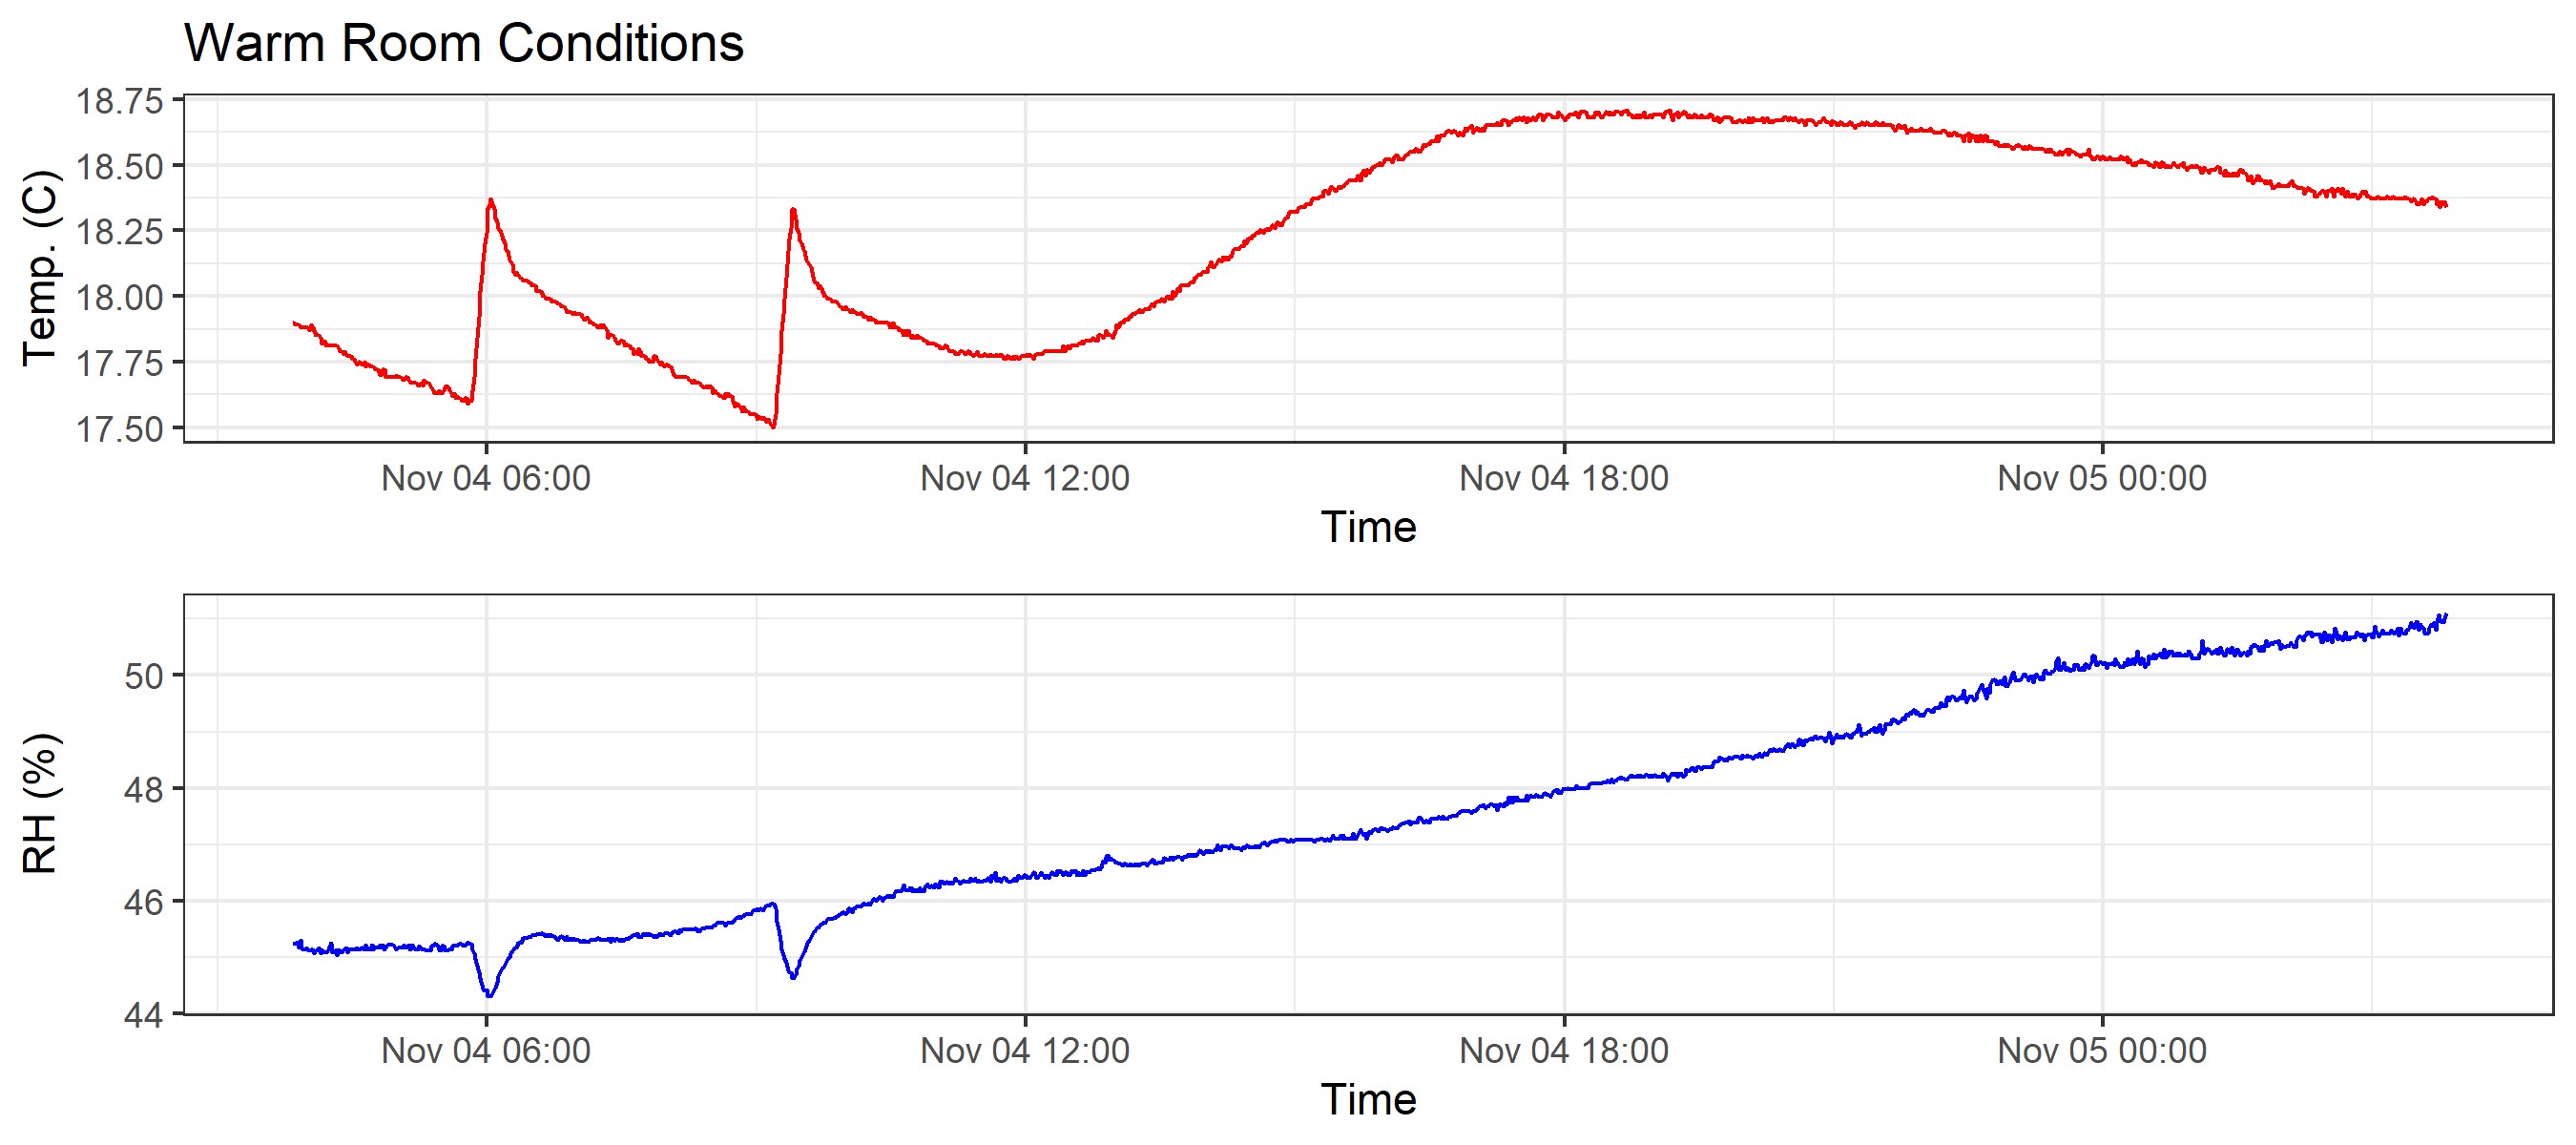 Warm Room Conditions
Temp. (C)
18.75
18.50
18.25
18.00
17.75
17.50
Nov 04 06:00 Nov 04 12:00 Nov 04 18:00 Nov 05 00:00
Time
RH (%)
50
48
46
44
Nov 04 06:00 Nov 04 12:00 Nov 04 18:00 Nov 05 00:00
Time